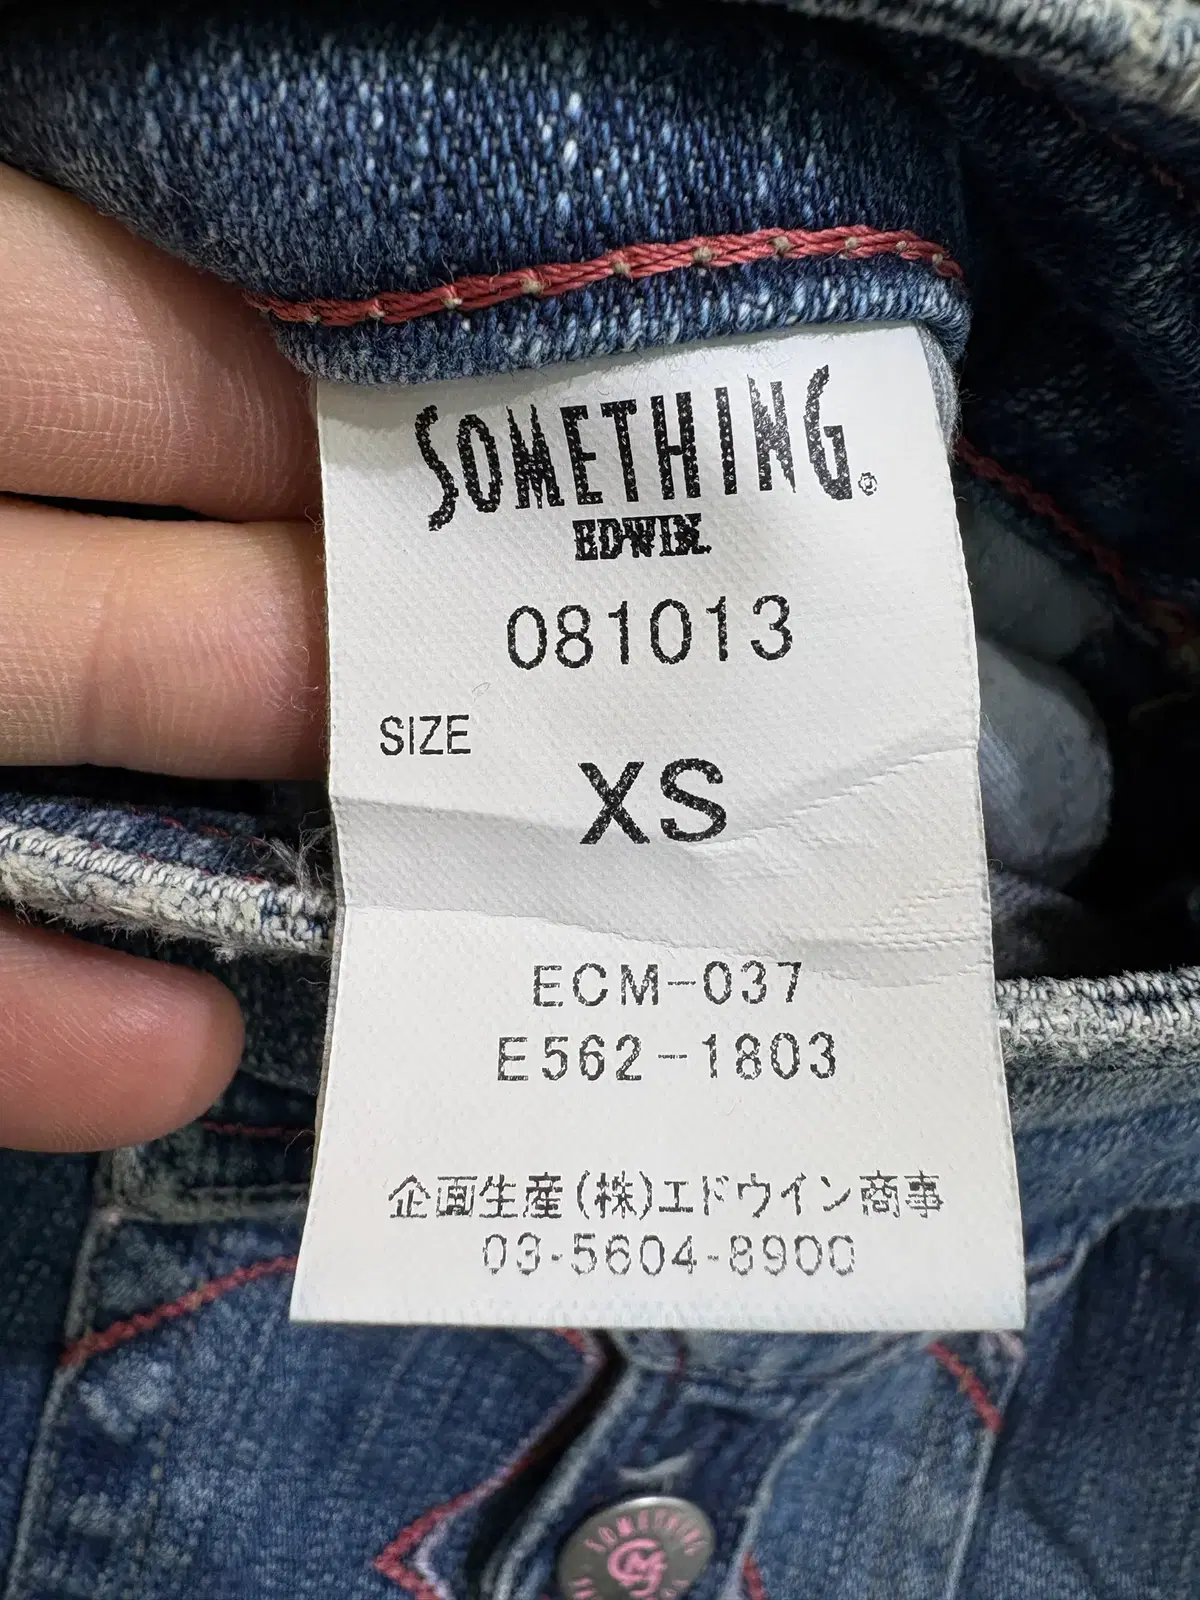 SOMETHING®
EDWIN.
081013
SIZE
XS
ECM-037
E562-1803
企画生産(株)エドウイン商事
03-5604-8900
SOMETHING